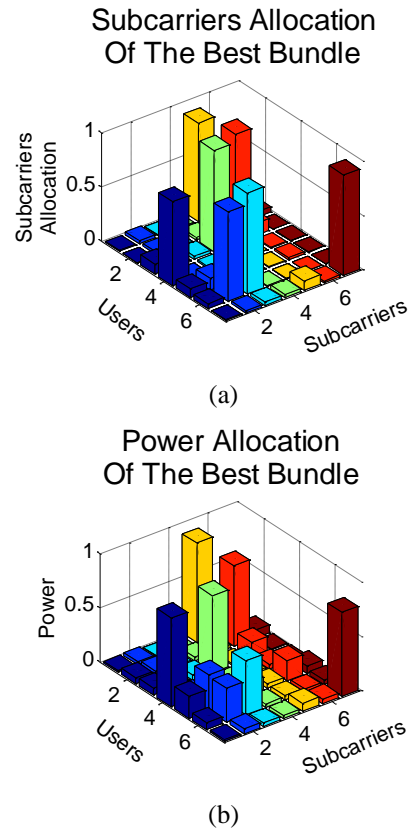 Subcarriers Allocation
Of The Best Bundle
1
0.5
0
Subcarriers
Allocation
2
4
6
Users
2
4
6
Subcarriers
(a)
Power Allocation
Of The Best Bundle
1
0.5
0
Power
2
4
6
Users
2
4
6
Subcarriers
(b)